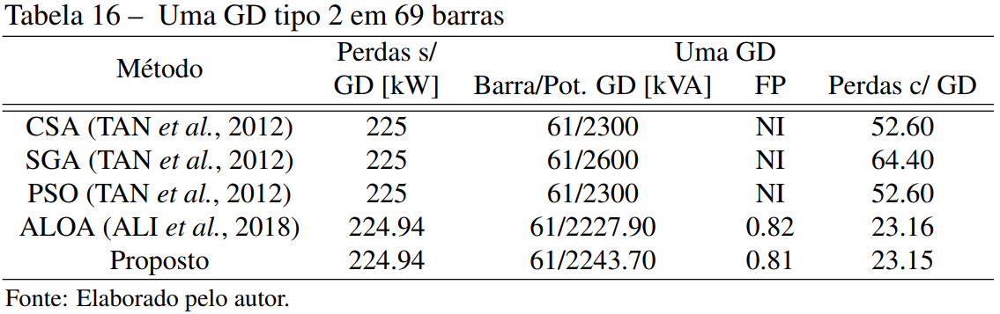 Tabela 16 – Uma GD tipo 2 em 69 barras
Método Perdas s/ Uma GD
GD [kW] Barra/Pot. GD [kVA] FP Perdas c/ GD
CSA (TAN et al., 2012) 225 61/2300 NI 52.60
SGA (TAN et al., 2012) 225 61/2600 NI 64.40
PSO (TAN et al., 2012) 225 61/2300 NI 52.60
ALOA (ALI et al., 2018) 224.94 61/2227.90 0.82 23.16
Proposto 224.94 61/2243.70 0.81 23.15
Fonte: Elaborado pelo autor.